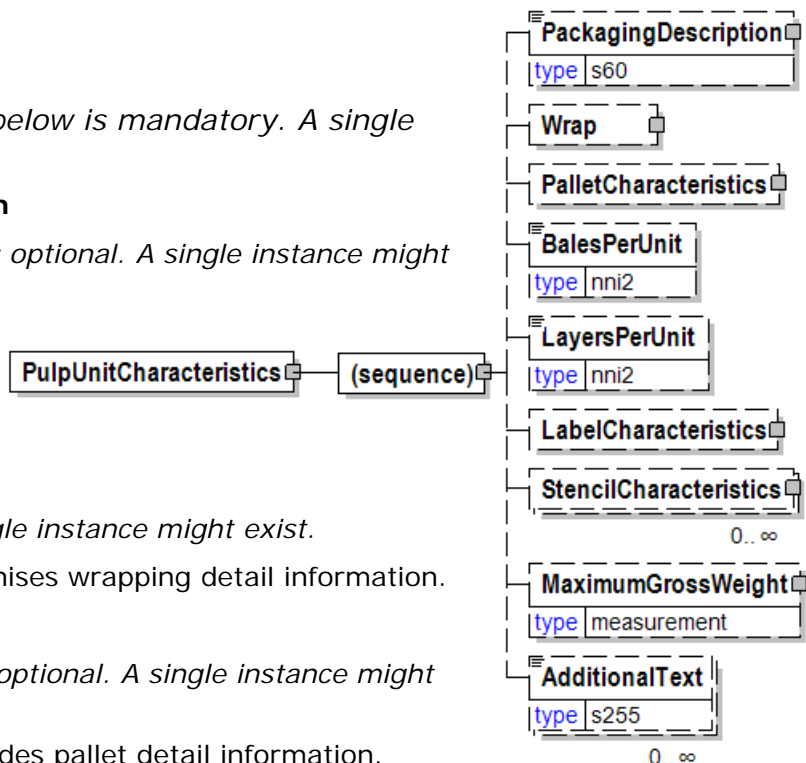 below is mandatory. A single
optional. A single instance might
PulpUnitCharacteristics
(sequence)
gle instance might exist.
wrapping detail information.
optional. A single instance might
pallet detail information.
PackagingDescription
type s60
Wrap
PalletCharacteristics
BalesPerUnit
type nni2
LayersPerUnit
type nni2
LabelCharacteristics
StencilCharacteristics
0.. ∞
MaximumGrossWeight
type measurement
AdditionalText
type s255
0.. ∞